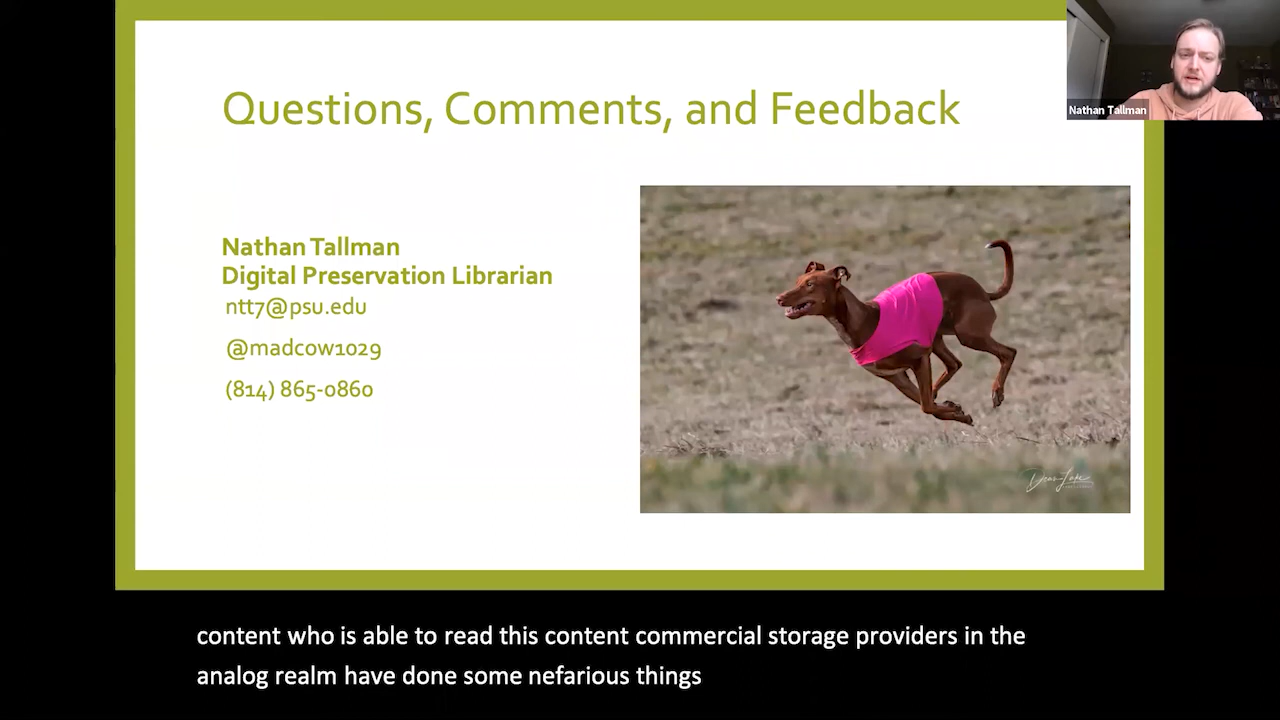 Questions, Comments, and Feedback
Nathan Tallman
Nathan Tallman
Digital Preservation Librarian
ntt7@psu.edu
@madcow1029
(814) 865-0860
content who is able to read this content commercial storage providers in the
analog realm have done some nefarious things